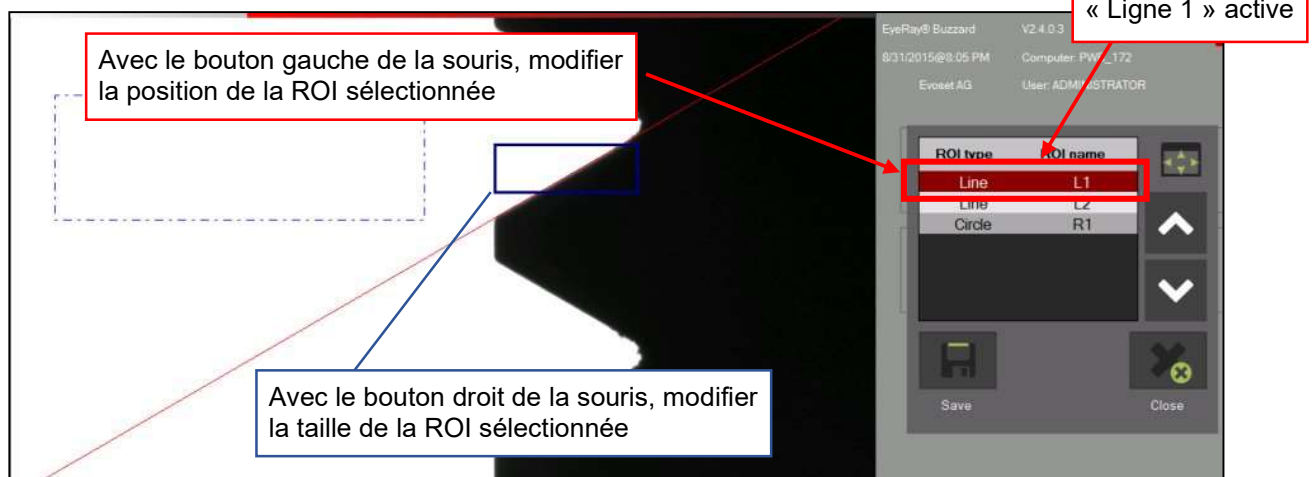 « Ligne 1 » active
EyeRay® Buzzard V2.4.0.3
Avec le bouton gauche de la souris, modifier
la position de la ROI sélectionnée
8/31/2015@8:05 PM Computer: _172
Evoset AG User: ADMINISTRATOR
ROI type ROI name
Line L1
Line L2
Circle R1
Avec le bouton droit de la souris, modifier
la taille de la ROI sélectionnée
Save Close